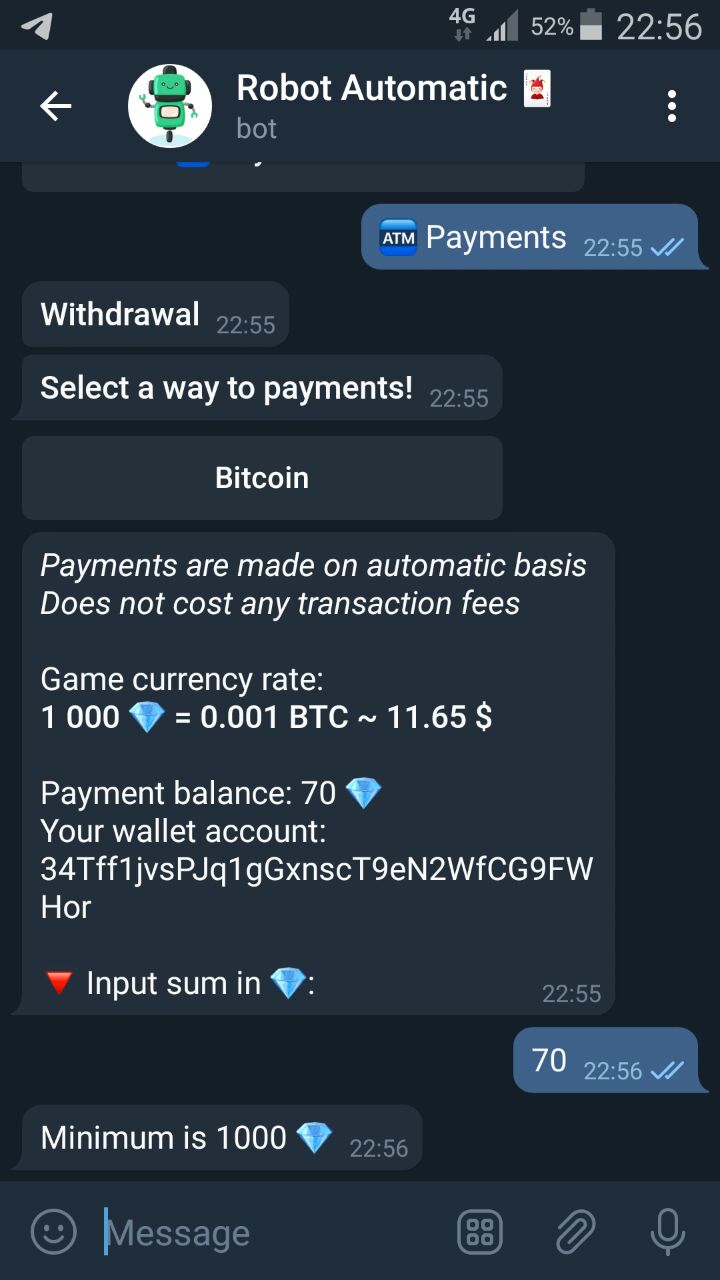 4G 52% 22:56
Robot Automatic 🃏
bot
ATM Payments 22:55
Withdrawal 22:55
Select a way to payments! 22:55
Bitcoin
Payments are made on automatic basis
Does not cost any transaction fees
Game currency rate:
1 000 💎 = 0.001 BTC ~ 11.65 $
Payment balance: 70 💎
Your wallet account:
34Tff1jvsPJq1gGxnscT9eN2WfCG9FW
Hor
🔻 Input sum in 💎: 22:55
70 22:56
Minimum is 1000 💎 22:56
Message